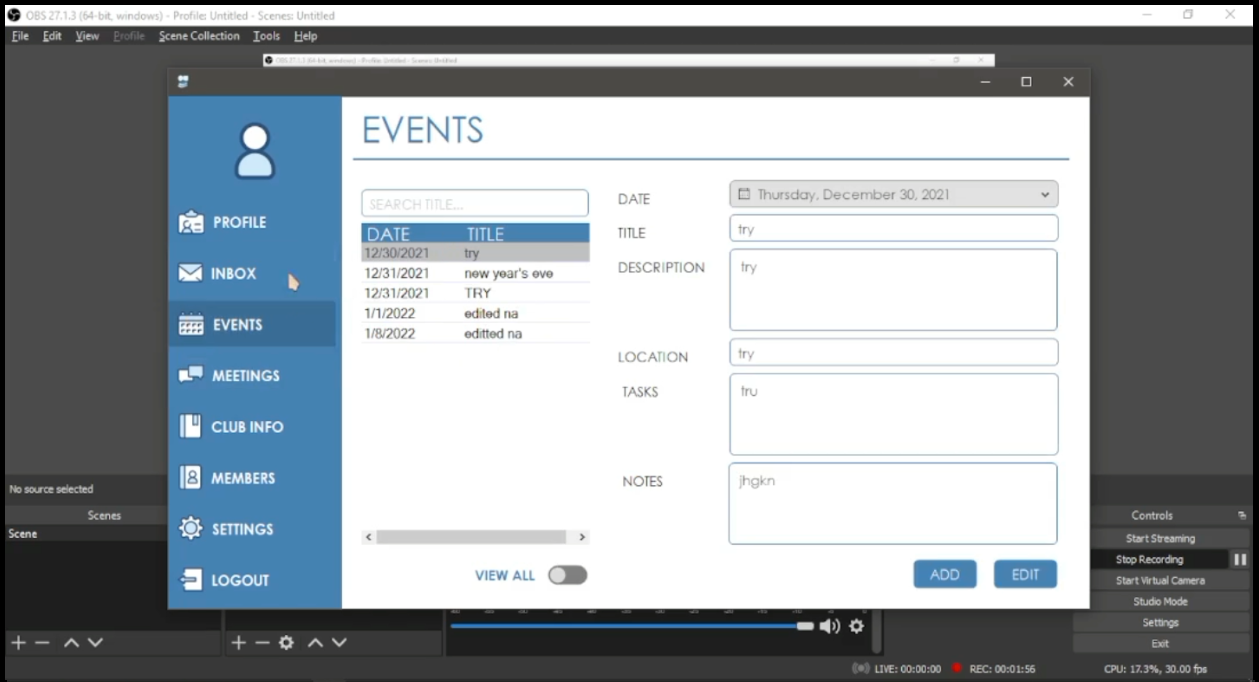 OBS 27.1.3 (64-bit, windows) - Profile: Untitled - Scenes: Untitled
File Edit View Profile Scene Collection Tools Help
OBS 27.1.3 (64-bit, windows) - Profile: Untitled - Scenes: Untitled
EVENTS
PROFILE
INBOX
EVENTS
MEETINGS
CLUB INFO
MEMBERS
SETTINGS
LOGOUT
SEARCH TITLE...
DATE TITLE
12/30/2021 try
12/31/2021 new year's eve
12/31/2021 TRY
1/1/2022 edited na
1/8/2022 editted na
VIEW ALL
DATE Thursday, December 30, 2021
TITLE try
DESCRIPTION try
LOCATION try
TASKS tru
NOTES jhgkn
ADD EDIT
No source selected
Scenes
Scene
Controls
Start Streaming
Stop Recording
Start Virtual Camera
Studio Mode
Settings
Exit
LIVE: 00:00:00 REC: 00:01:56 CPU: 17.3%, 30.00 fps